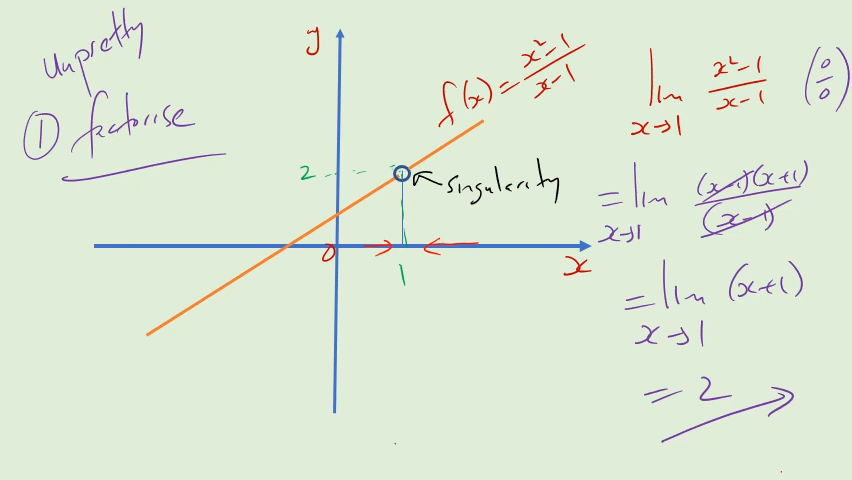 unpretty
① factorise
y
f(x) = x²-1 / x-1
2
singularity
0
x
1
lim x→1 x²-1 / x-1 (0/0)
= lim x→1 (x-1)(x+1) / (x-1)
= lim x→1 (x+1)
= 2